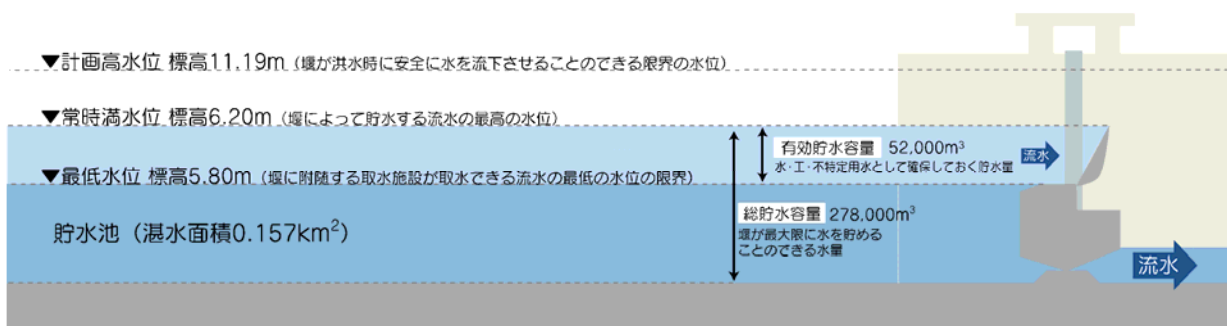 ▼計画高水位 標高11.19m（堰が洪水時に安全に水を流下させることのできる限界の水位）
▼常時満水位 標高6.20m（堰によって貯水する流水の最高の水位）
有効貯水容量 52,000m³
水・工・不特定用水として確保しておく貯水量
流水
▼最低水位 標高5.80m（堰に附随する取水施設が取水できる流水の最低の水位の限界）
総貯水容量 278,000m³
堰が最大限に水を貯める
ことのできる水量
貯水池（湛水面積0.157km²）
流水